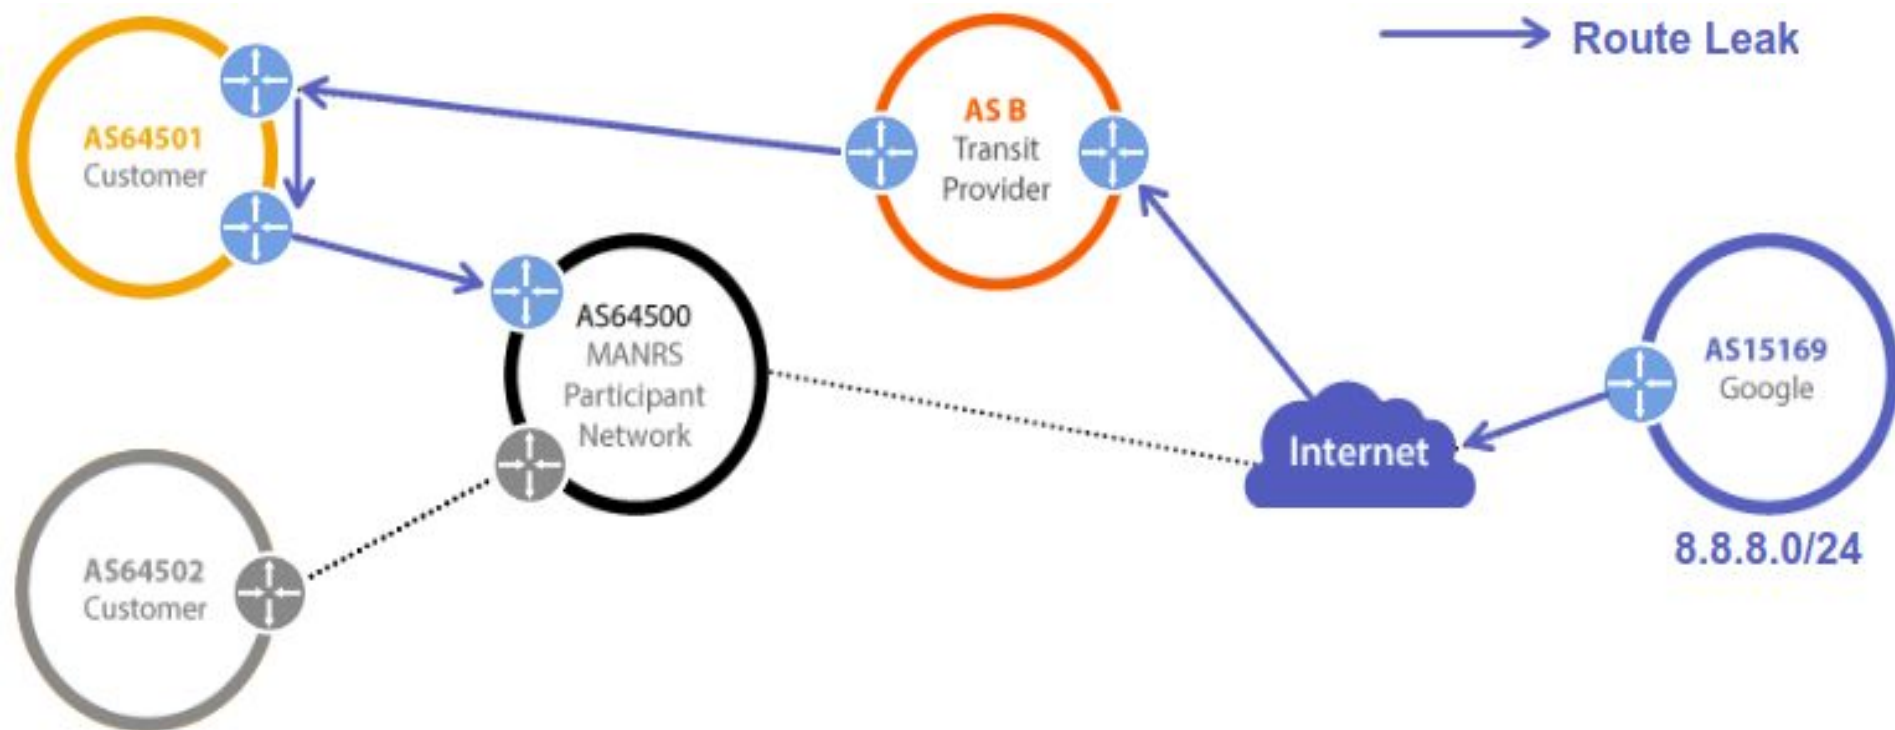 Route Leak
AS64501
Customer
AS B
Transit
Provider
AS64500
MANRS
Participant
Network
Internet
AS15169
Google
8.8.8.0/24
AS64502
Customer